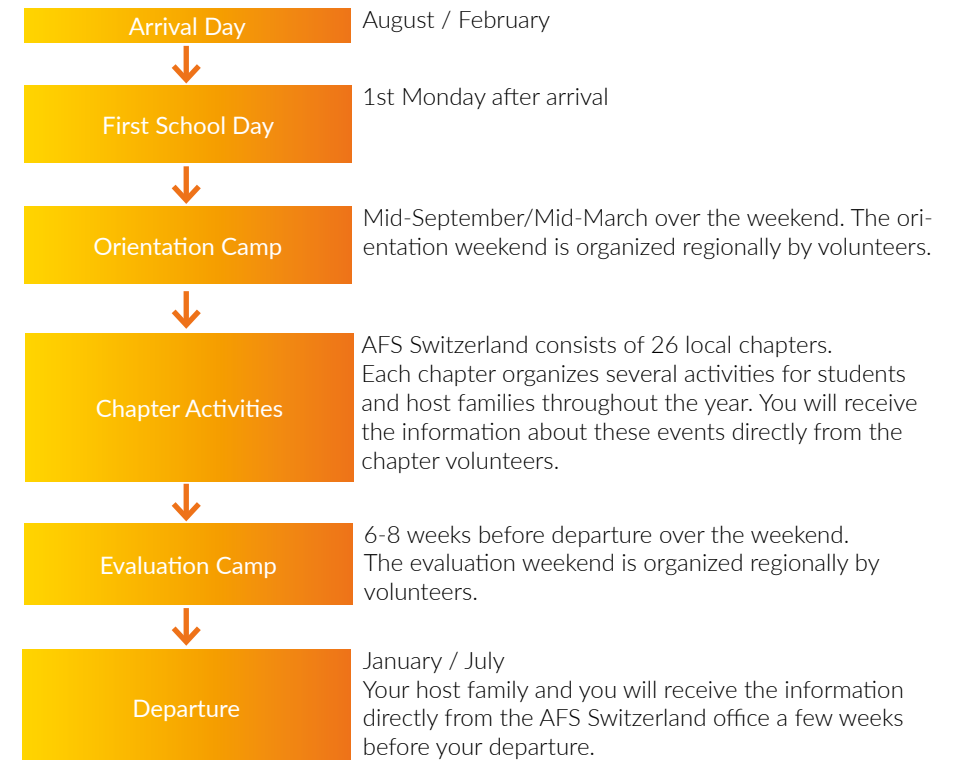 Arrival Day
August / February
First School Day
1st Monday after arrival
Orientation Camp
Mid-September/Mid-March over the weekend. The ori-
entation weekend is organized regionally by volunteers.
Chapter Activities
AFS Switzerland consists of 26 local chapters.
Each chapter organizes several activities for students
and host families throughout the year. You will receive
the information about these events directly from the
chapter volunteers.
Evaluation Camp
6-8 weeks before departure over the weekend.
The evaluation weekend is organized regionally by
volunteers.
Departure
January / July
Your host family and you will receive the information
directly from the AFS Switzerland office a few weeks
before your departure.